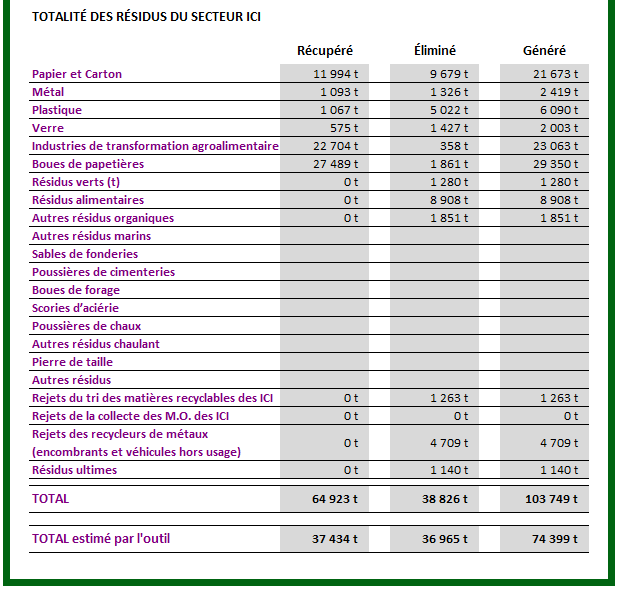 TOTALITÉ DES RÉSIDUS DU SECTEUR ICI
Récupéré Éliminé Généré
Papier et Carton 11 994 t 9 679 t 21 673 t
Métal 1 093 t 1 326 t 2 419 t
Plastique 1 067 t 5 022 t 6 090 t
Verre 575 t 1 427 t 2 003 t
Industries de transformation agroalimentaire 22 704 t 358 t 23 063 t
Boues de papetières 27 489 t 1 861 t 29 350 t
Résidus verts (t) 0 t 1 280 t 1 280 t
Résidus alimentaires 0 t 8 908 t 8 908 t
Autres résidus organiques 0 t 1 851 t 1 851 t
Autres résidus marins
Sables de fonderies
Poussières de cimenteries
Boues de forage
Scories d’aciérie
Poussières de chaux
Autres résidus chaulant
Pierre de taille
Autres résidus
Rejets du tri des matières recyclables des ICI 0 t 1 263 t 1 263 t
Rejets de la collecte des M.O. des ICI 0 t 0 t 0 t
Rejets des recycleurs de métaux
(encombrants et véhicules hors usage) 0 t 4 709 t 4 709 t
Résidus ultimes 0 t 1 140 t 1 140 t
TOTAL 64 923 t 38 826 t 103 749 t
TOTAL estimé par l'outil 37 434 t 36 965 t 74 399 t